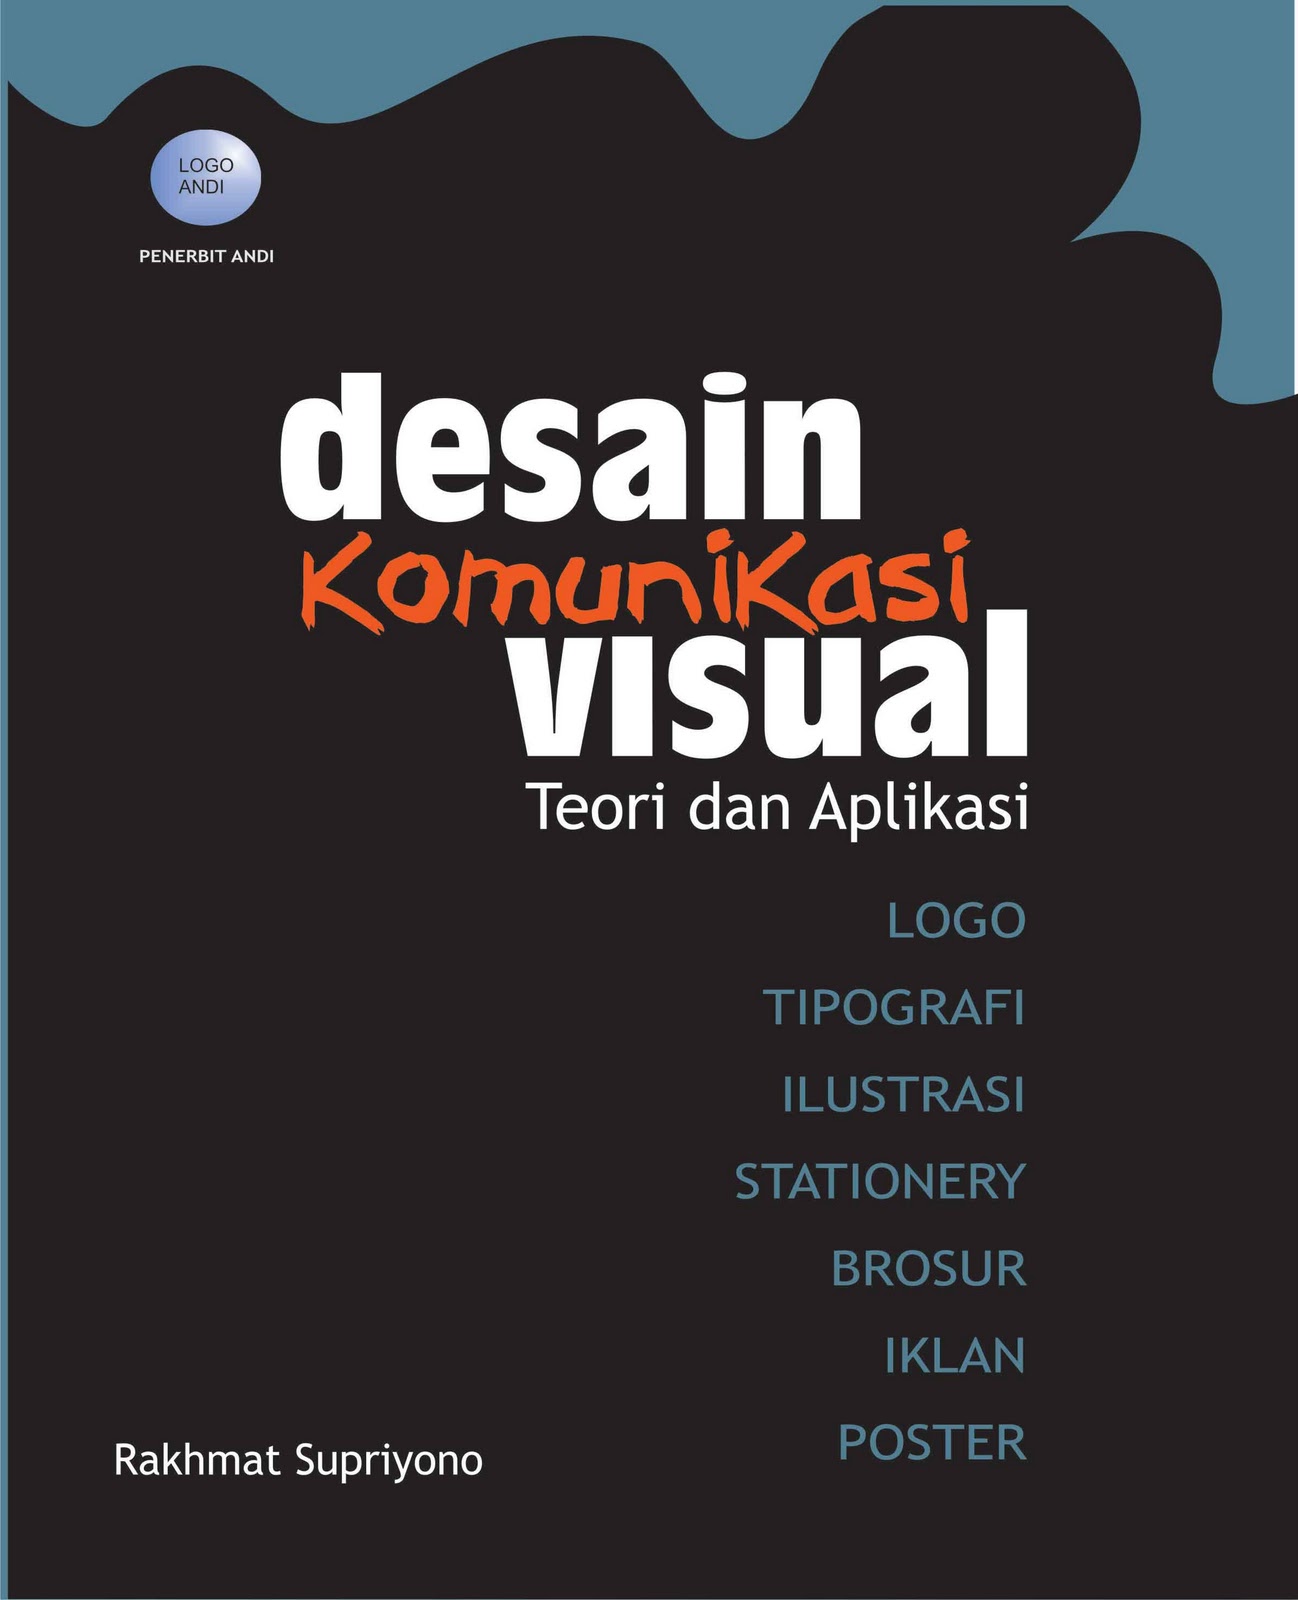 LOGO
ANDI
PENERBIT ANDI
desain
Komunikasi
visual
Teori dan Aplikasi
LOGO
TIPOGRAFI
ILUSTRASI
STATIONERY
BROSUR
IKLAN
POSTER
Rakhmat Supriyono